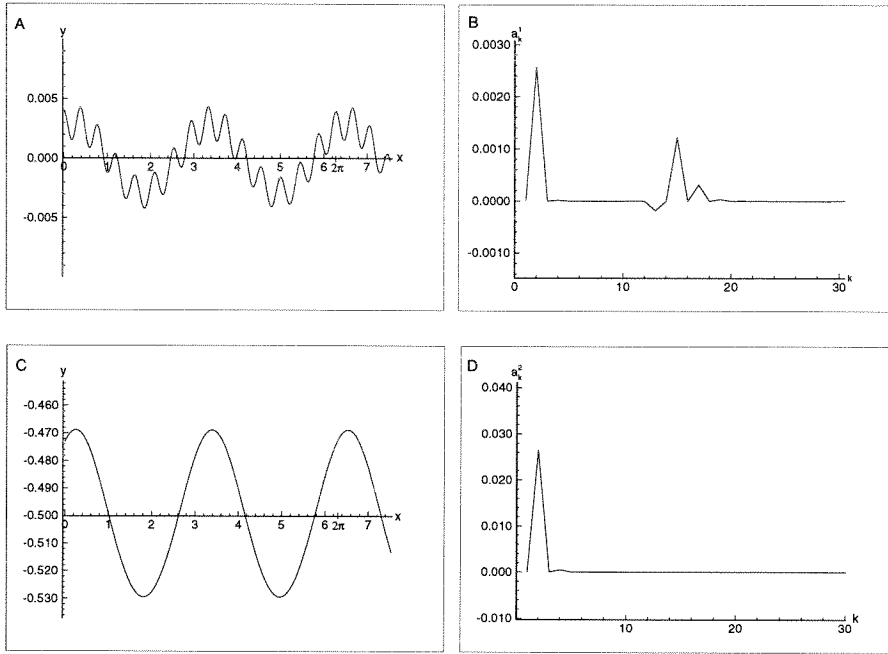 A
y
0.005
0.000
-0.005
1 2 3 4 5 6 2π 7 x
B
a_k^1
0.0030
0.0020
0.0010
0.0000
-0.0010
0 10 20 30 k
C
y
-0.460
-0.470
-0.480
-0.490
-0.500
-0.510
-0.520
-0.530
0 1 2 3 4 5 6 2π 7 x
D
a_k^2
0.040
0.030
0.020
0.010
0.000
-0.010
10 20 30 k